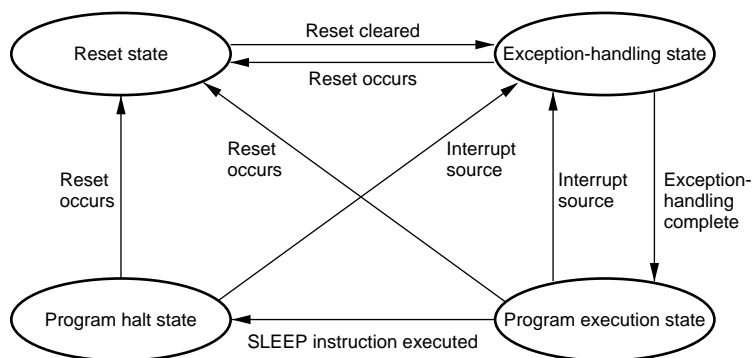 Reset cleared
Reset state
Exception-handling state
Reset occurs
Reset
occurs
Reset
occurs
Interrupt
source
Interrupt
source
Exception-
handling
complete
Program halt state
Program execution state
SLEEP instruction executed